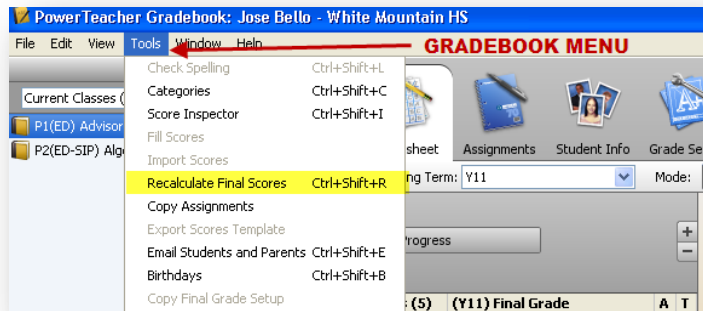 PowerTeacher Gradebook: Jose Bello - White Mountain HS
File Edit View Tools Window Help
GRADEBOOK MENU
Check Spelling Ctrl+Shift+L
Categories Ctrl+Shift+C
Score Inspector Ctrl+Shift+I
Fill Scores
Import Scores
Recalculate Final Scores Ctrl+Shift+R
Copy Assignments
Export Scores Template
Email Students and Parents Ctrl+Shift+E
Birthdays Ctrl+Shift+B
Copy Final Grade Setup
Current Classes (
P1(ED) Advisor
P2(ED-SIP) Alg
sheet Assignments Student Info Grade Se
ng Term: Y11 Mode:
Progress
(5) (Y11) Final Grade A T